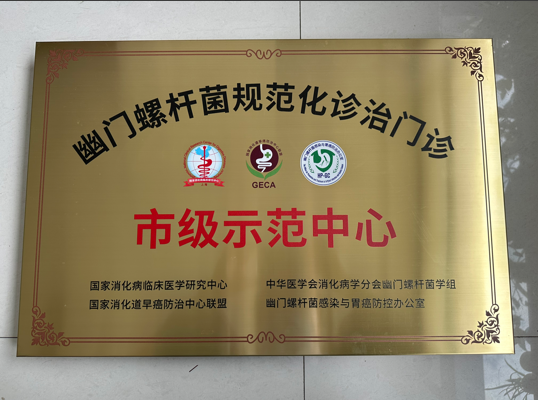 幽门螺杆菌规范化诊治门诊
GECA
HP-GC
市级示范中心
国家消化病临床医学研究中心 中华医学会消化病学分会幽门螺杆菌学组
国家消化道早癌防治中心联盟 幽门螺杆菌感染与胃癌防控办公室